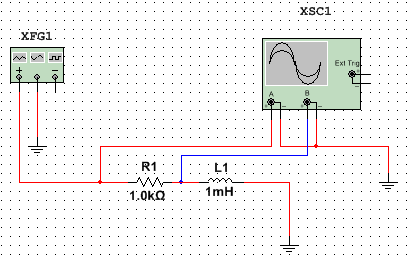 XSC1
XFG1
Ext Trig
+
−
A
B
+ −
+ −
+ −
R1
1.0kΩ
L1
1mH